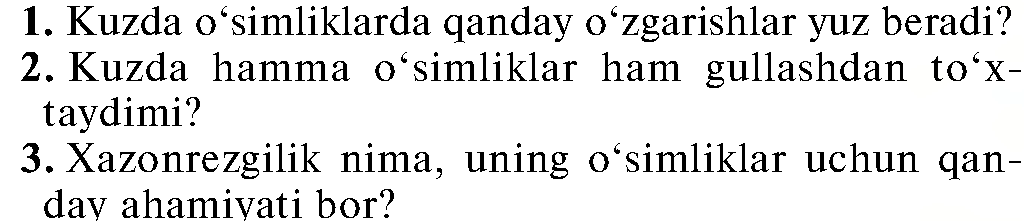 1. Kuzda o‘simliklarda qanday o‘zgarishlar yuz beradi?
2. Kuzda hamma o‘simliklar ham gullashdan to‘x-
taydimi?
3. Xazonrezgilik nima, uning o‘simliklar uchun qan-
day ahamiyati bor?